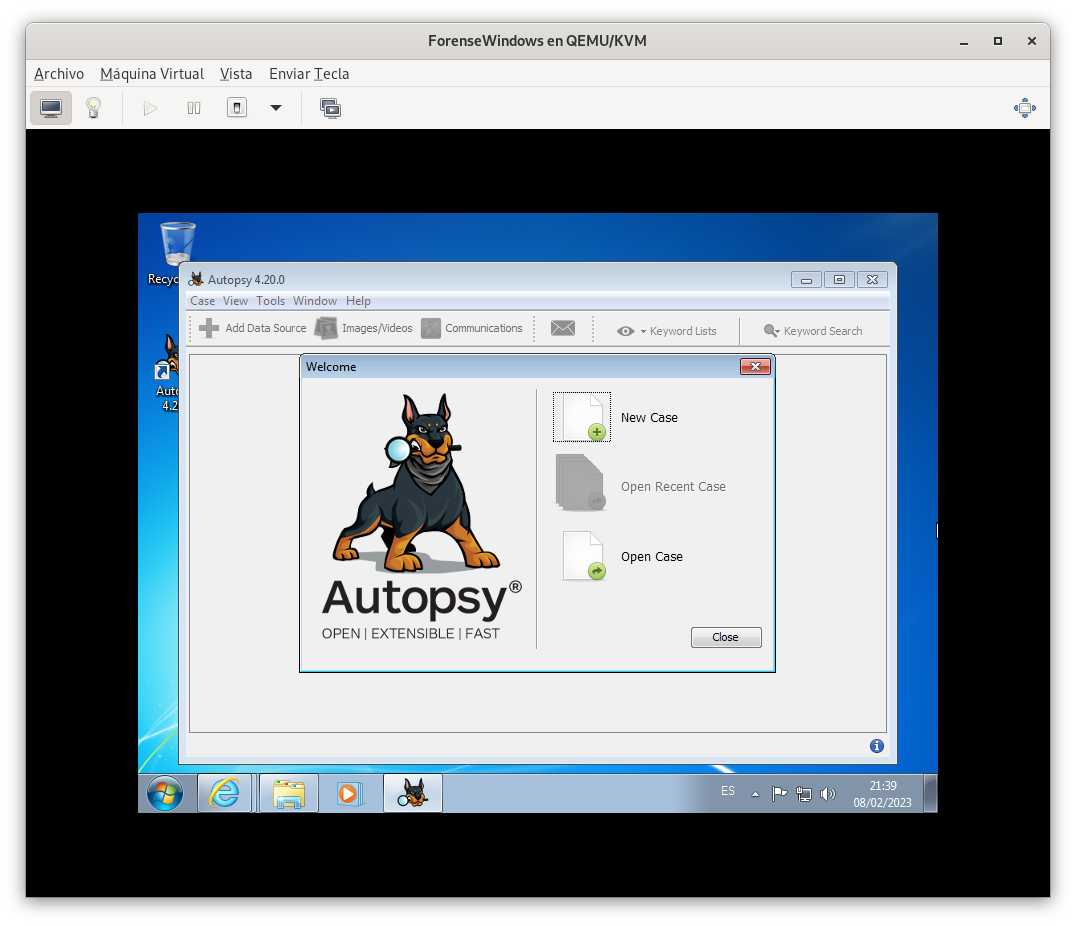 ForenseWindows en QEMU/KVM
Archivo Máquina Virtual Vista Enviar Tecla
Recyc
Autopsy 4.20.0
Case View Tools Window Help
Add Data Source Images/Videos Communications Keyword Lists Keyword Search
Welcome
New Case
Open Recent Case
Open Case
Auto
4.2
Autopsy®
OPEN | EXTENSIBLE | FAST
Close
ES
21:39
08/02/2023